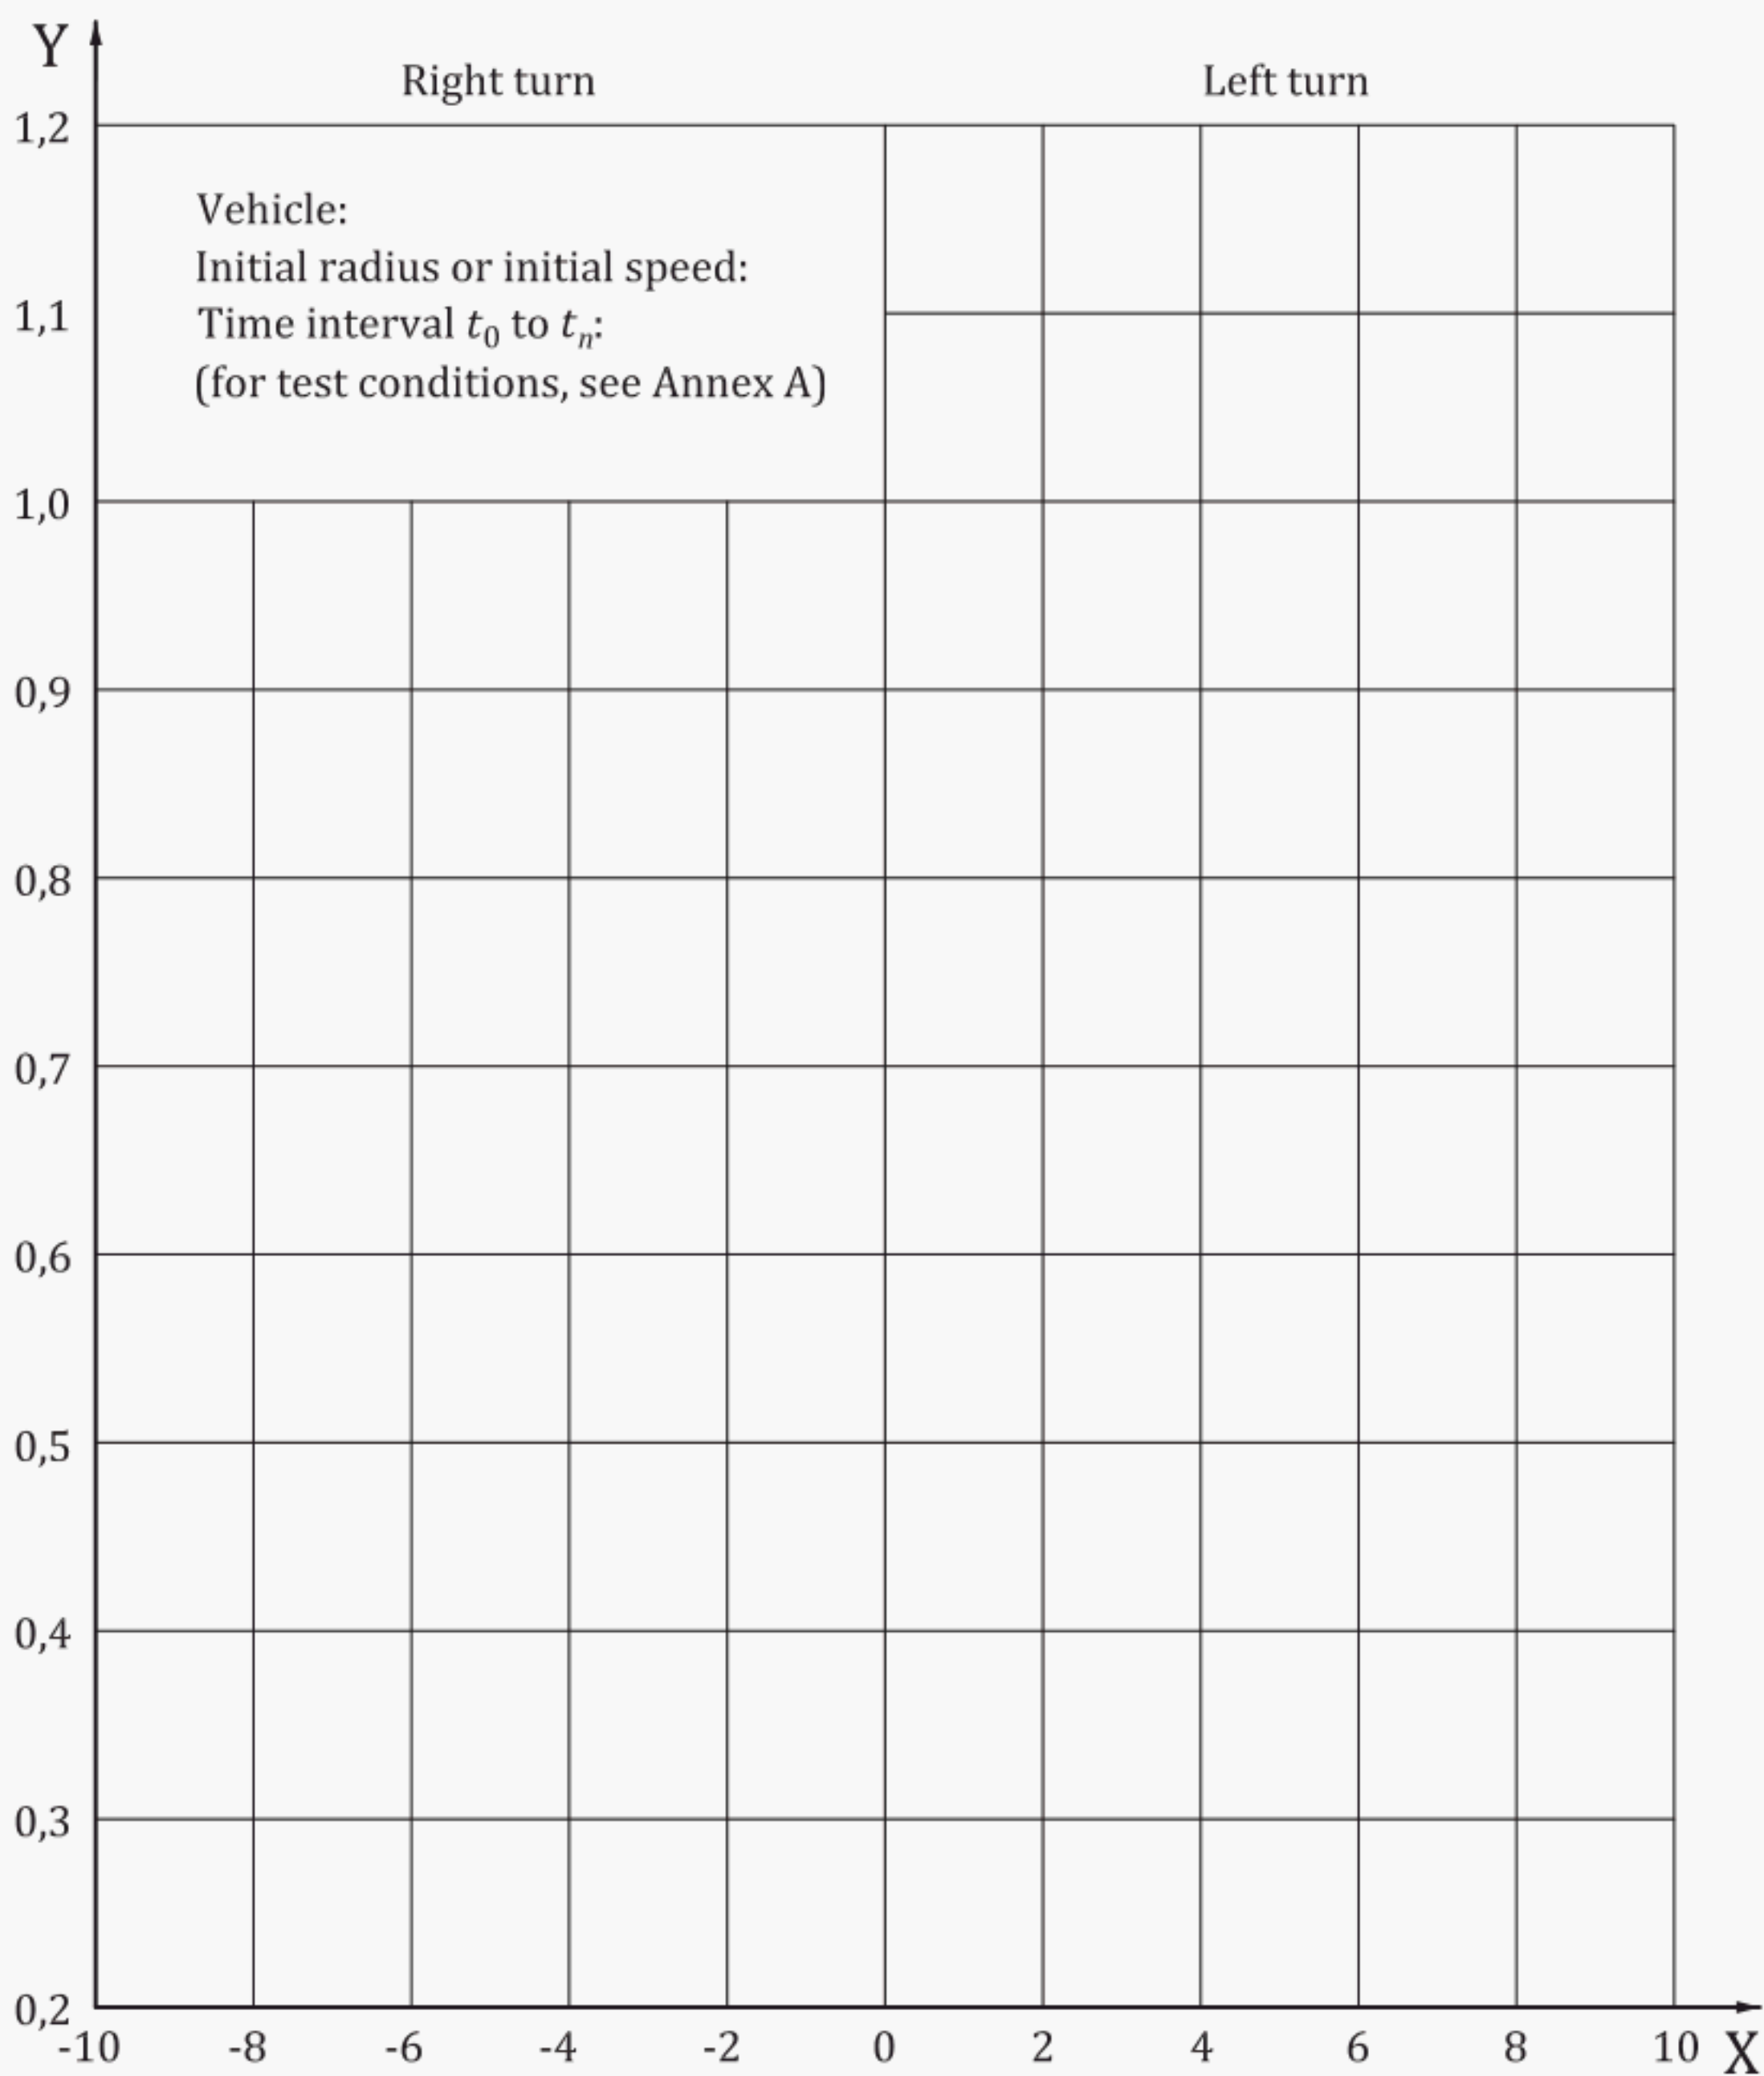 Y
Right turn Left turn
1,2
Vehicle:
Initial radius or initial speed:
1,1
Time interval t0 to tn:
(for test conditions, see Annex A)
1,0
0,9
0,8
0,7
0,6
0,5
0,4
0,3
0,2
-10 -8 -6 -4 -2 0 2 4 6 8 10 X